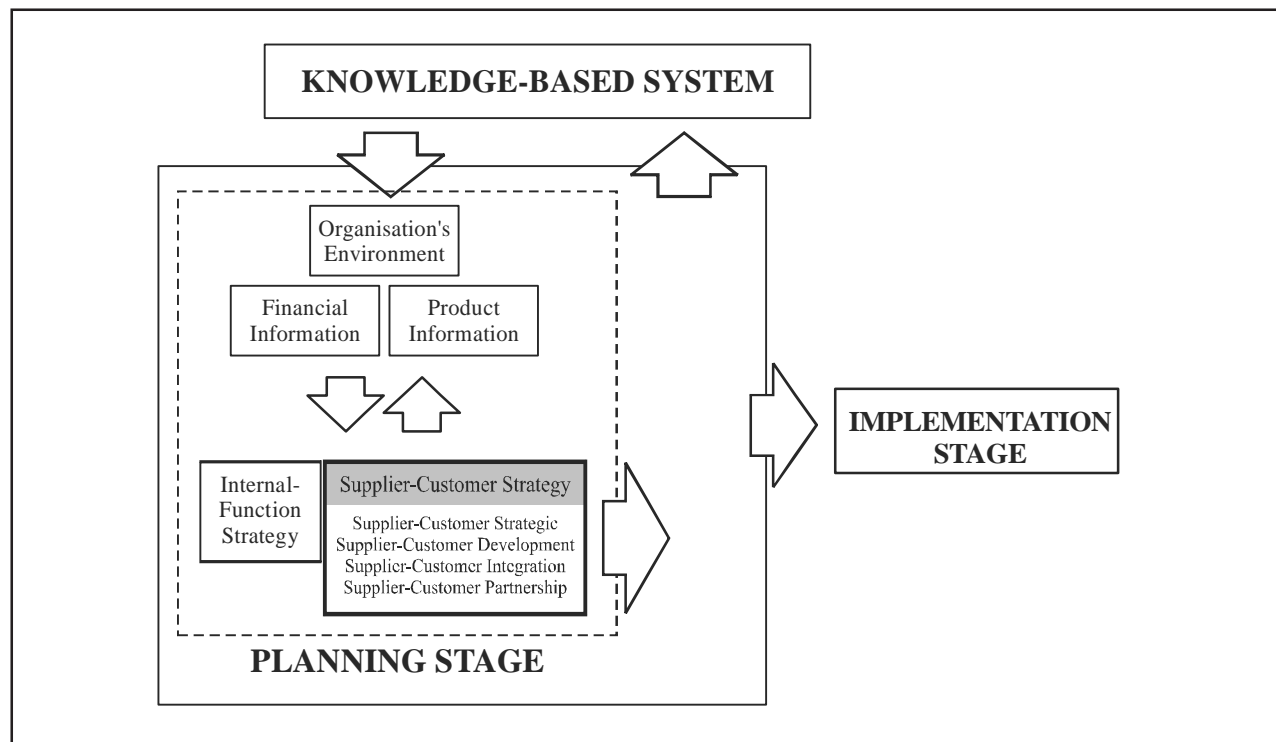 KNOWLEDGE-BASED SYSTEM
Organisation's
Environment
Financial
Information
Product
Information
Internal-
Function
Strategy
Supplier-Customer Strategy
Supplier-Customer Strategic
Supplier-Customer Development
Supplier-Customer Integration
Supplier-Customer Partnership
PLANNING STAGE
IMPLEMENTATION
STAGE